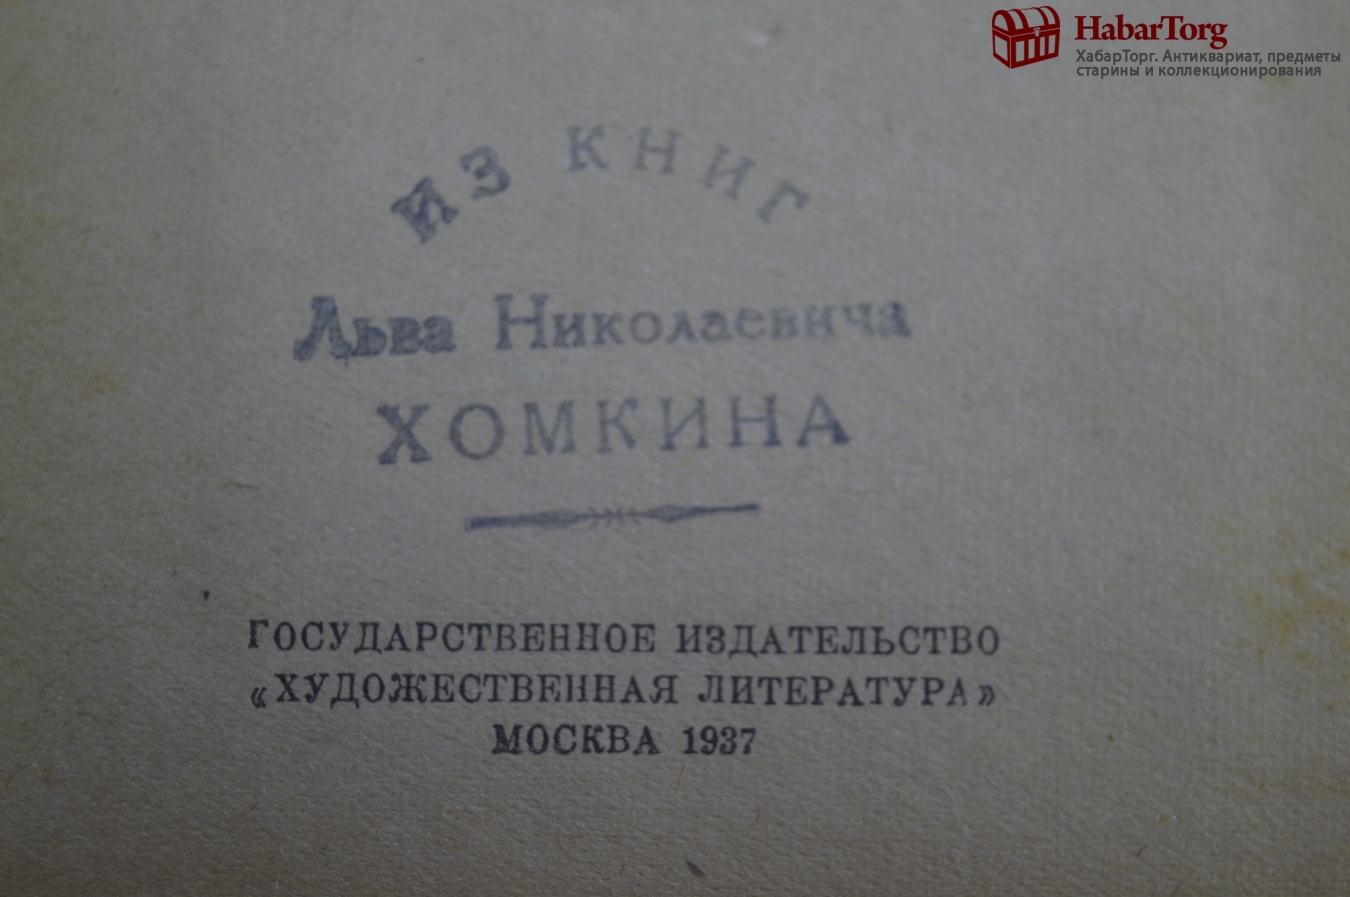 HabarTorg
ХабарТорг. Антиквариат, предметы
старины и коллекционирования
ИЗ КНИГ
Льва Николаевича
ХОМКИНА
ГОСУДАРСТВЕННОЕ ИЗДАТЕЛЬСТВО
«ХУДОЖЕСТВЕННАЯ ЛИТЕРАТУРА»
МОСКВА 1937